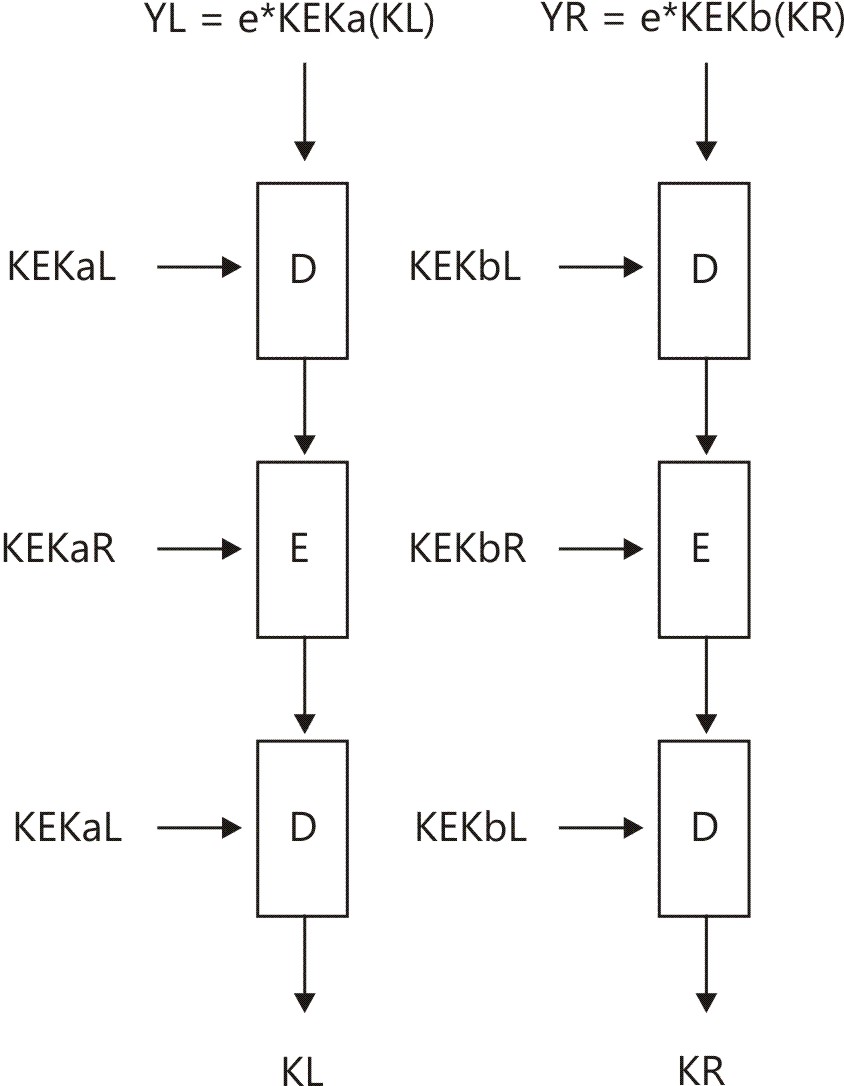 YL = e*KEKa(KL) YR = e*KEKb(KR)
KEKaL D KEKbL D
KEKaR E KEKbR E
KEKaL D KEKbL D
KL KR